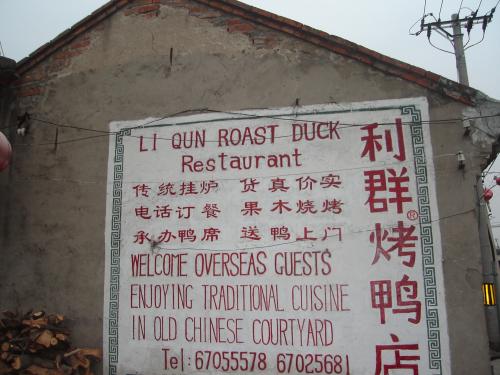 LI QUN ROAST DUCK
Restaurant
传统挂炉 货真价实
电话订餐 果木烧烤
承办鸭席 送鸭上门
WELCOME OVERSEAS GUESTS
ENJOYING TRADITIONAL CUISINE
IN OLD CHINESE COURTYARD
Tel: 67055578 67025681
利群®烤鸭店